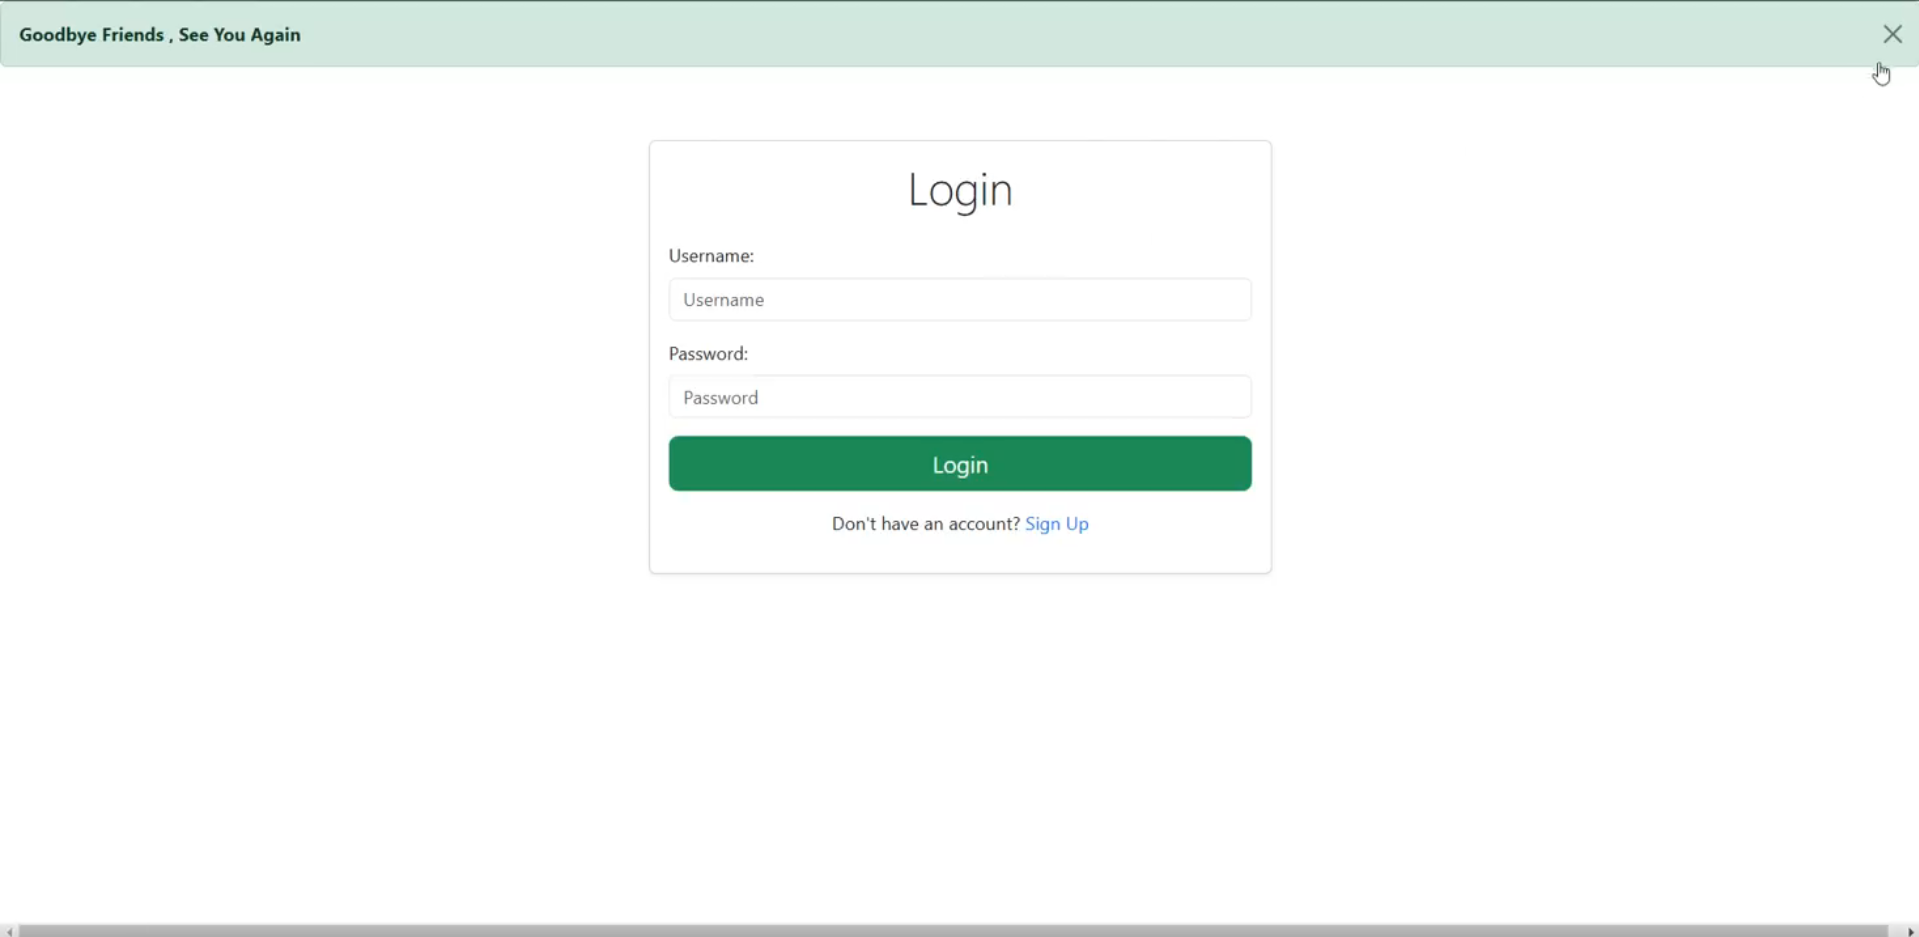 Goodbye Friends , See You Again
Login
Username:
Username
Password:
Password
Login
Don't have an account? Sign Up